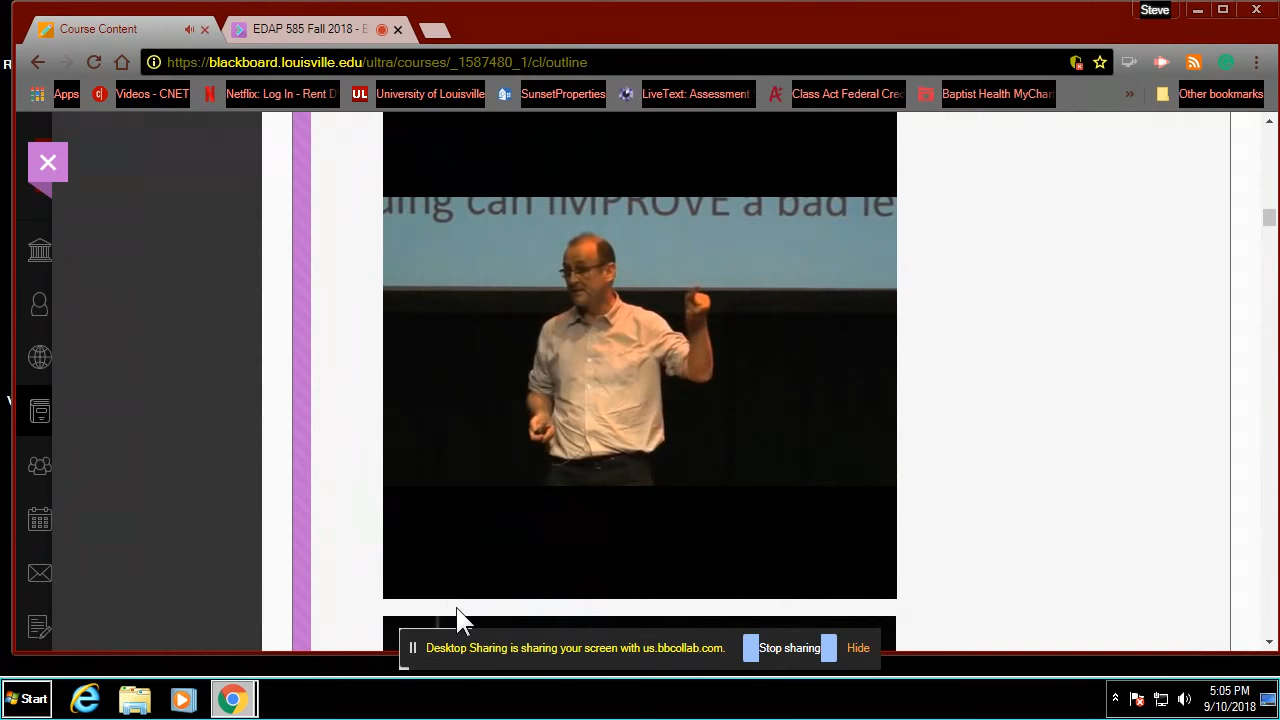 Steve
Course Content
EDAP 585 Fall 2018 - E
https://blackboard.louisville.edu/ultra/courses/_1587480_1/cl/outline
Apps
Videos - CNET
Netflix: Log In - Rent D
UL University of Louisville
SunsetProperties
LiveText: Assessment
Class Act Federal Cre
Baptist Health MyChar
»
Other bookmarks
ding can IMPROVE a bad le
Desktop Sharing is sharing your screen with us.bbcollab.com.
Stop sharing
Hide
Start
5:05 PM
9/10/2018